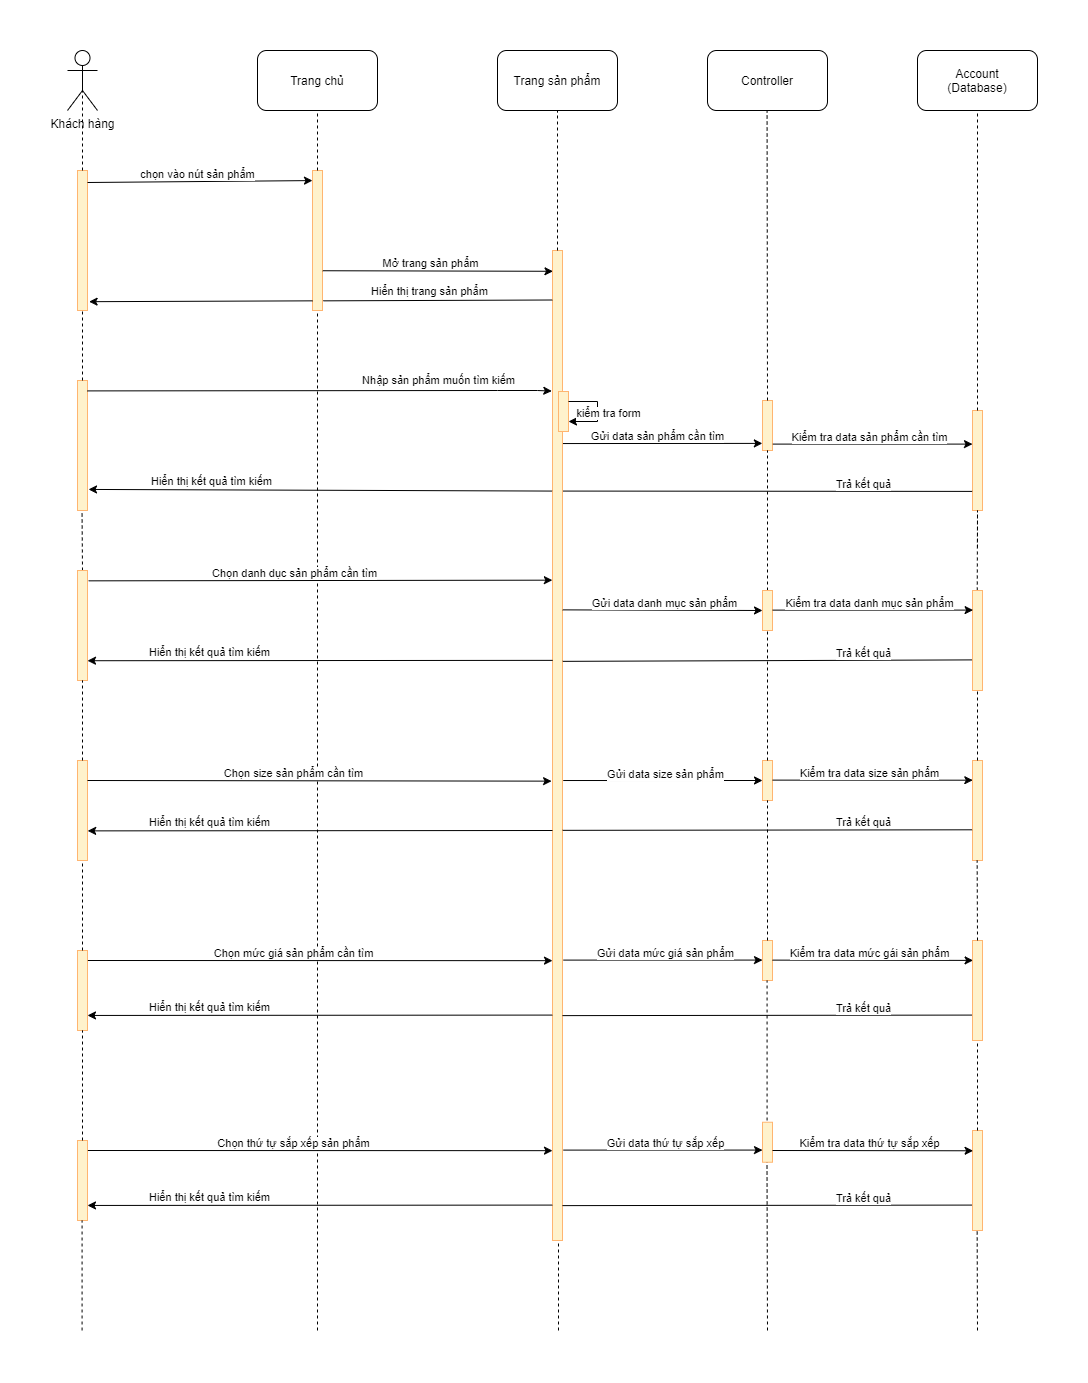 Khách hàng
Trang chủ
Trang sản phẩm
Controller
Account
(Database)
chọn vào nút sản phẩm
Mở trang sản phẩm
Hiển thị trang sản phẩm
Nhập sản phẩm muốn tìm kiếm
kiểm tra form
Gửi data sản phẩm cần tìm
Kiểm tra data sản phẩm cần tìm
Hiển thị kết quả tìm kiếm
Trả kết quả
Chọn danh dục sản phẩm cần tìm
Gửi data danh mục sản phẩm
Kiểm tra data danh mục sản phẩm
Hiển thị kết quả tìm kiếm
Trả kết quả
Chọn size sản phẩm cần tìm
Gửi data size sản phẩm
Kiểm tra data size sản phẩm
Hiển thị kết quả tìm kiếm
Trả kết quả
Chọn mức giá sản phẩm cần tìm
Gửi data mức giá sản phẩm
Kiểm tra data mức gái sản phẩm
Hiển thị kết quả tìm kiếm
Trả kết quả
Chọn thứ tự sắp xếp sản phẩm
Gửi data thứ tự sắp xếp
Kiểm tra data thứ tự sắp xếp
Hiển thị kết quả tìm kiếm
Trả kết quả